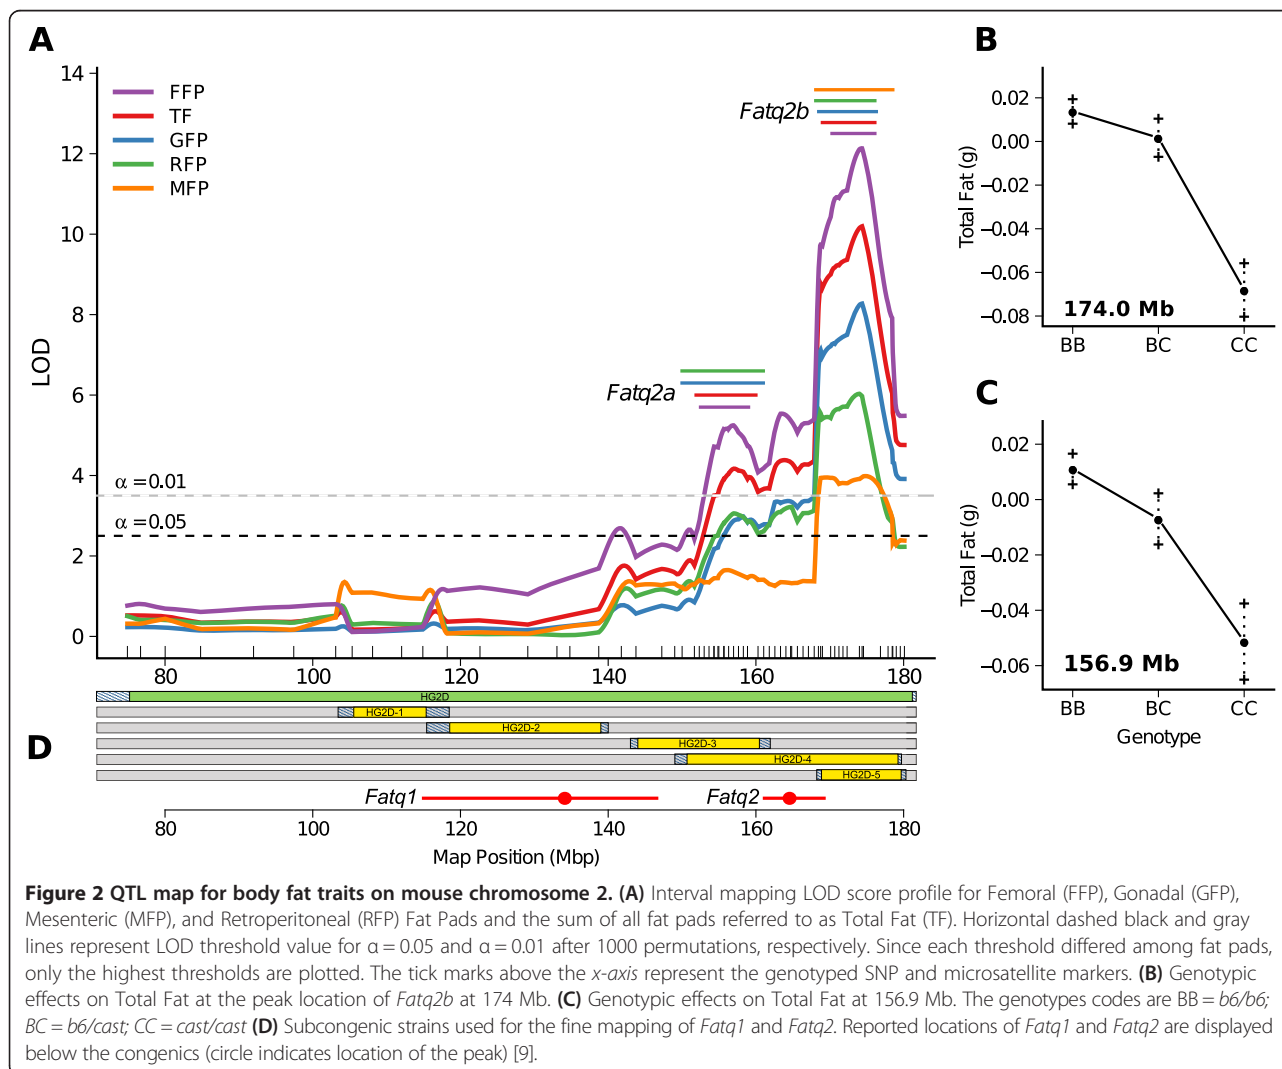 A
14
12
10
8
6
4
2
0
LOD
FFP
TF
GFP
RFP
MFP
Fatq2b
Fatq2a
α = 0.01
α = 0.05
80 100 120 140 160 180
B
0.02
0.00
−0.02
−0.04
−0.06
−0.08
Total Fat (g)
174.0 Mb
BB BC CC
C
0.02
0.00
−0.02
−0.04
−0.06
Total Fat (g)
156.9 Mb
BB BC CC
Genotype
D
HG2D
HG2D-1
HG2D-2
HG2D-3
HG2D-4
HG2D-5
Fatq1 Fatq2
80 100 120 140 160 180
Map Position (Mbp)
Figure 2 QTL map for body fat traits on mouse chromosome 2. (A) Interval mapping LOD score profile for Femoral (FFP), Gonadal (GFP),
Mesenteric (MFP), and Retroperitoneal (RFP) Fat Pads and the sum of all fat pads referred to as Total Fat (TF). Horizontal dashed black and gray
lines represent LOD threshold value for α = 0.05 and α = 0.01 after 1000 permutations, respectively. Since each threshold differed among fat pads,
only the highest thresholds are plotted. The tick marks above the x-axis represent the genotyped SNP and microsatellite markers. (B) Genotypic
effects on Total Fat at the peak location of Fatq2b at 174 Mb. (C) Genotypic effects on Total Fat at 156.9 Mb. The genotypes codes are BB = b6/b6;
BC = b6/cast; CC = cast/cast (D) Subcongenic strains used for the fine mapping of Fatq1 and Fatq2. Reported locations of Fatq1 and Fatq2 are displayed
below the congenics (circle indicates location of the peak) [9].